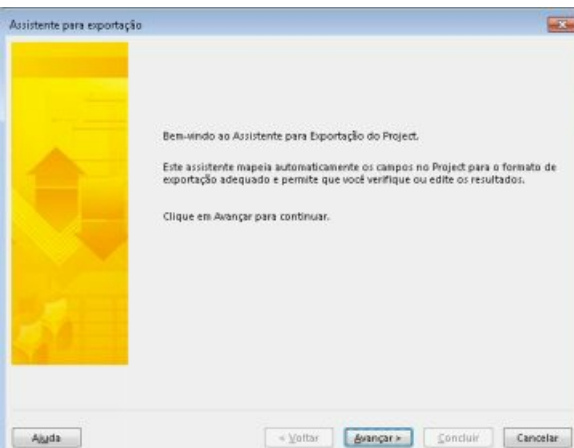 Assistente para exportação
Bem-vindo ao Assistente para Exportação do Project.
Este assistente mapeia automaticamente os campos no Project para o formato de
exportação adequado e permite que você verifique ou edite os resultados.
Clique em Avançar para continuar.
Ajuda
< Voltar
Avançar >
Concluir
Cancelar